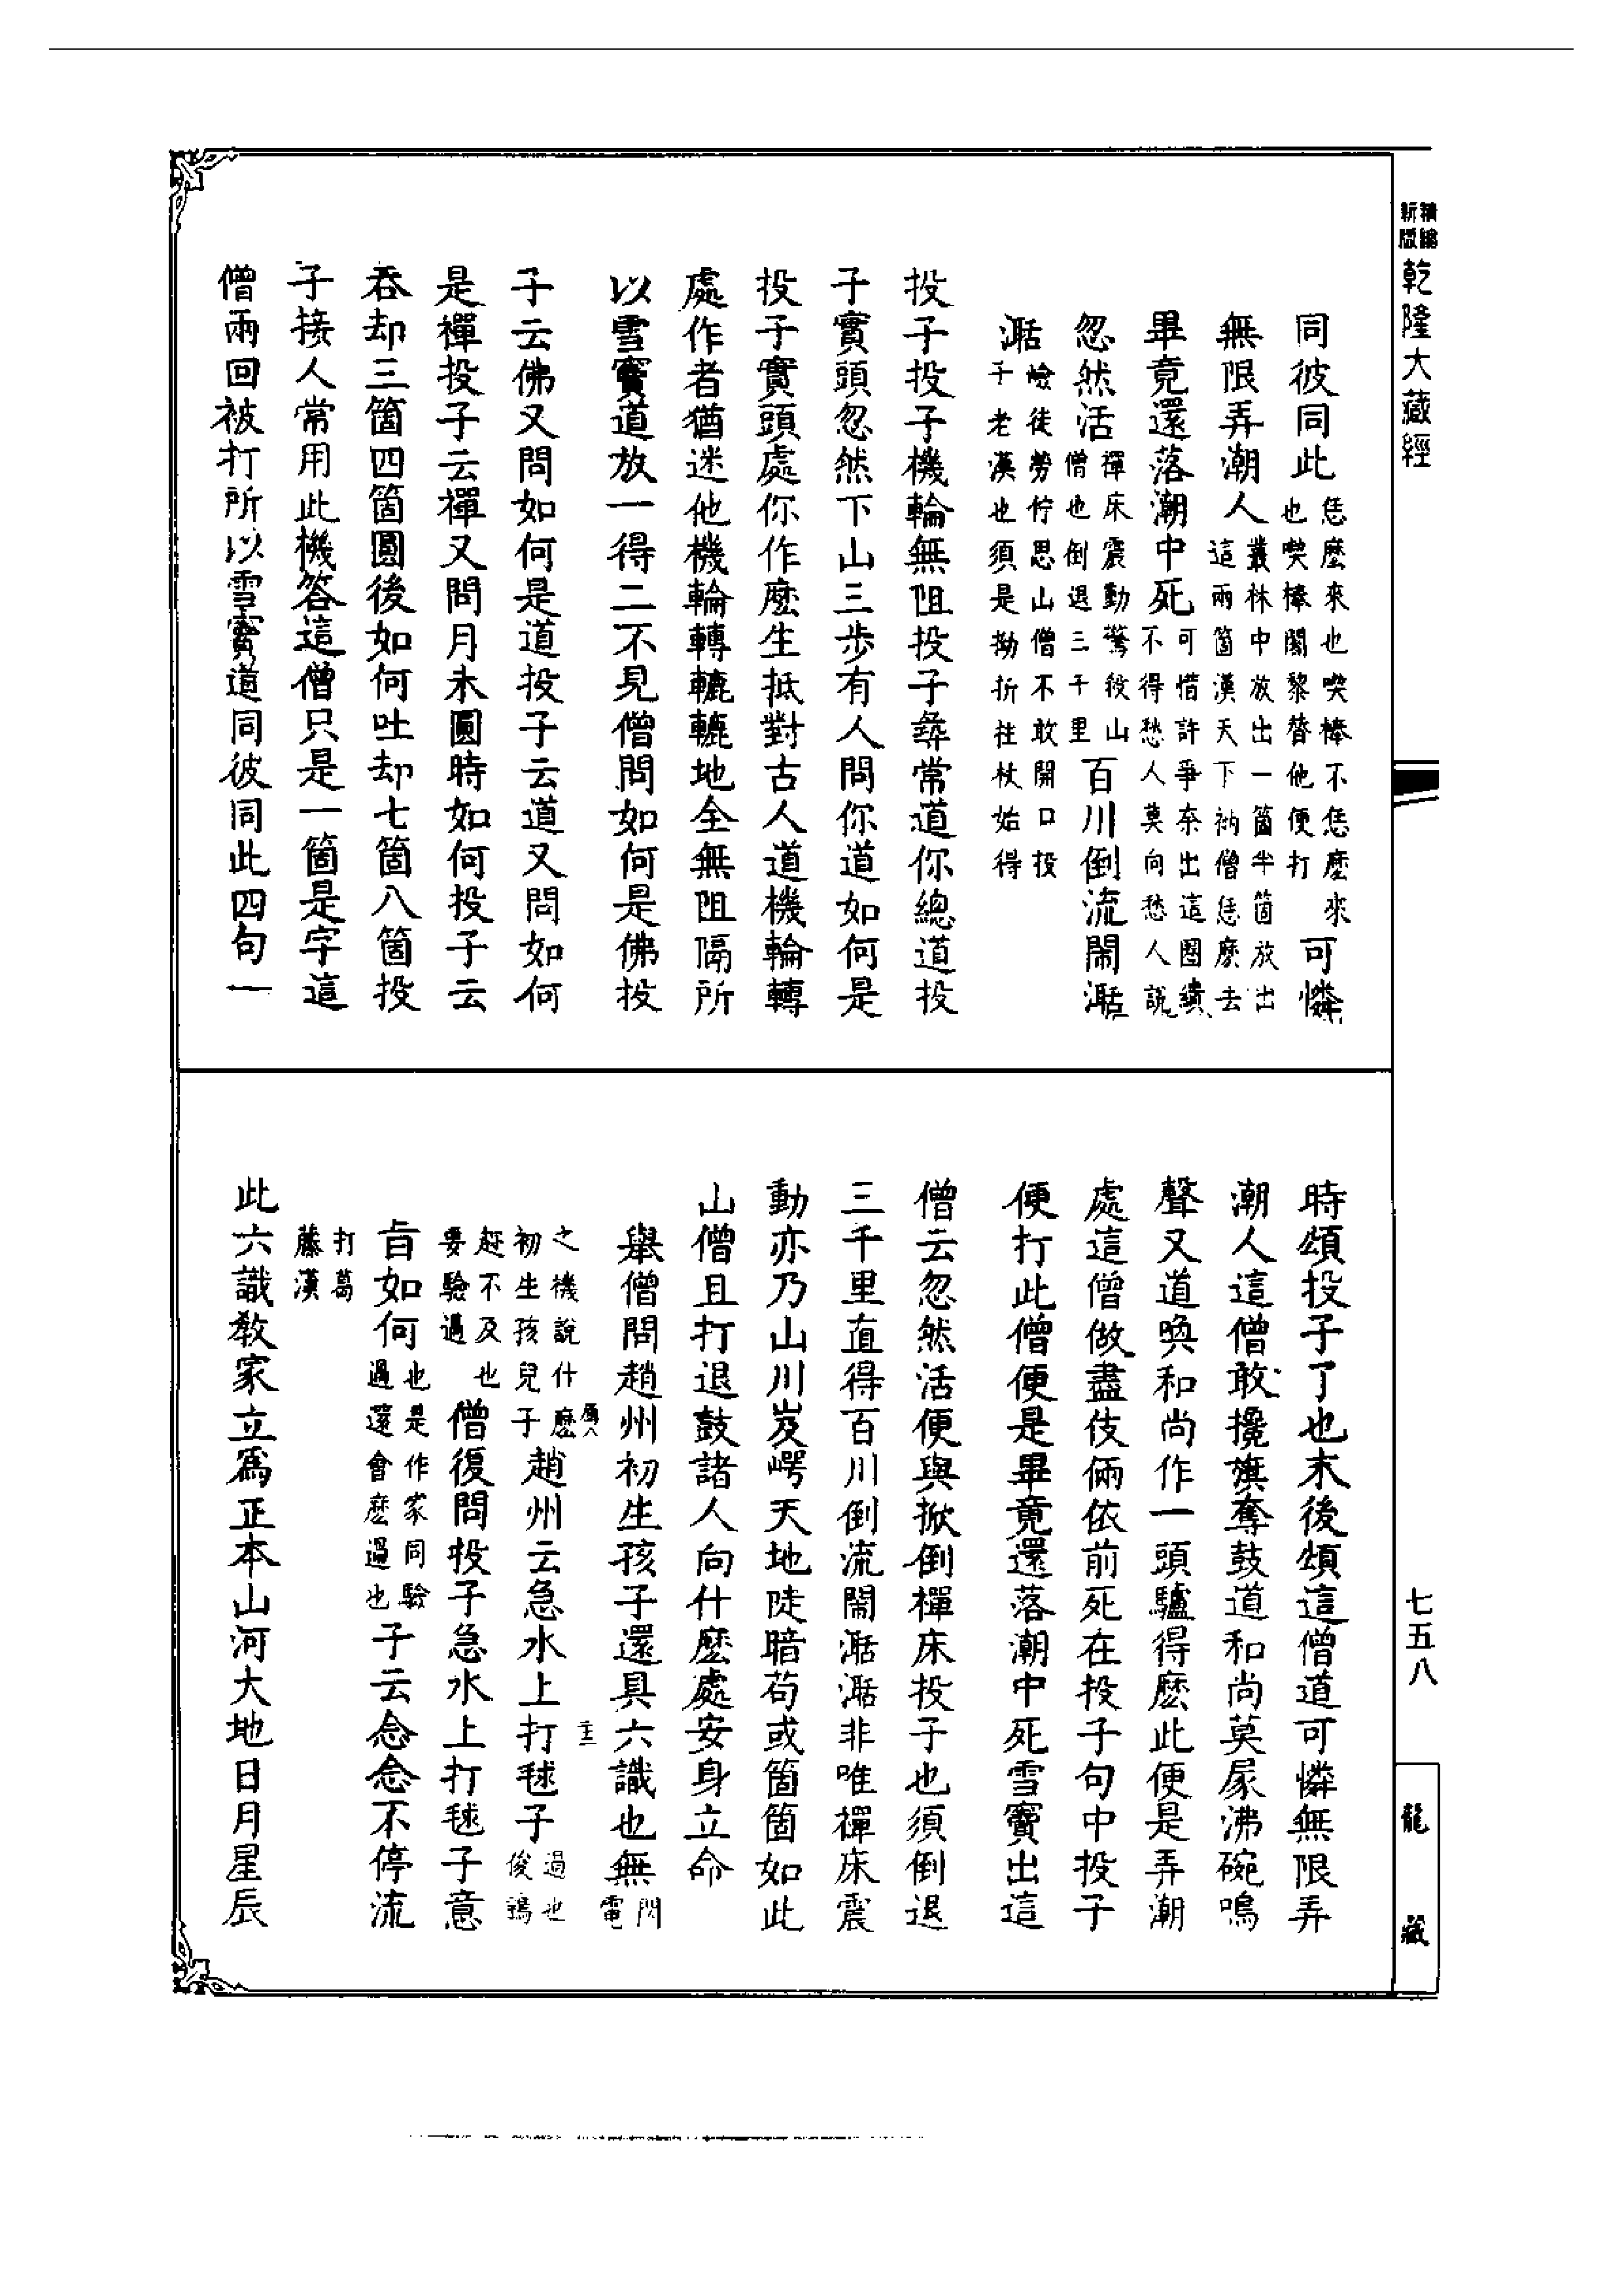 精縮新版乾隆大藏經
同彼同此恁麼來也喫棒不恁麼來也喫棒闍黎替他便打可憐
無限弄潮人叢林中放出一箇半箇放出這兩箇漢天下衲僧恁麼去
畢竟還落潮中死可惜許爭奈出這圈繢不得愁人莫向愁人說
忽然活禪床震動驚殺山僧也倒退三千里百川倒流鬧㵧
㵧嶮徒勞佇思山僧不敢開口投子老漢也須是拗折拄杖始得
投子投子機輪無阻投子尋常道你總道投
子實頭忽然下山三步有人問你道如何是
投子實頭處你作麼生抵對古人道機輪轉
處作者猶迷他機輪轉轆轆地全無阻隔所
以雪竇道放一得二不見僧問如何是佛投
子云佛又問如何是道投子云道又問如何
是禪投子云禪又問月未圓時如何投子云
吞却三箇四箇圓後如何吐却七箇八箇投
子接人常用此機答這僧只是一箇是字這
僧兩回被打所以雪竇道同彼同此四句一
時頌投子了也末後頌這僧道可憐無限弄
潮人這僧敢攙旗奪鼓道和尚莫㞘沸碗鳴
聲又道喚和尚作一頭驢得麼此便是弄潮
處這僧做盡伎倆依前死在投子句中投子
便打此僧便是畢竟還落潮中死雪竇出這
僧云忽然活便與掀倒禪床投子也須倒退
三千里直得百川倒流鬧㵧㵧非唯禪床震
動亦乃山川岌崿天地陡暗苟或箇箇如此
山僧且打退鼓諸人向什麼處安身立命
舉僧問趙州初生孩子還具六識也無閃電
之機說什麼初生孩兒子趙州云急水上打毬子過也俊鷂
趂不及也要驗過僧復問投子急水上打毬子意
旨如何也是作家同驗過還會麼過也子云念念不停流
打葛藤漢
此六識教家立爲正本山河大地日月星辰
七五八
龍藏